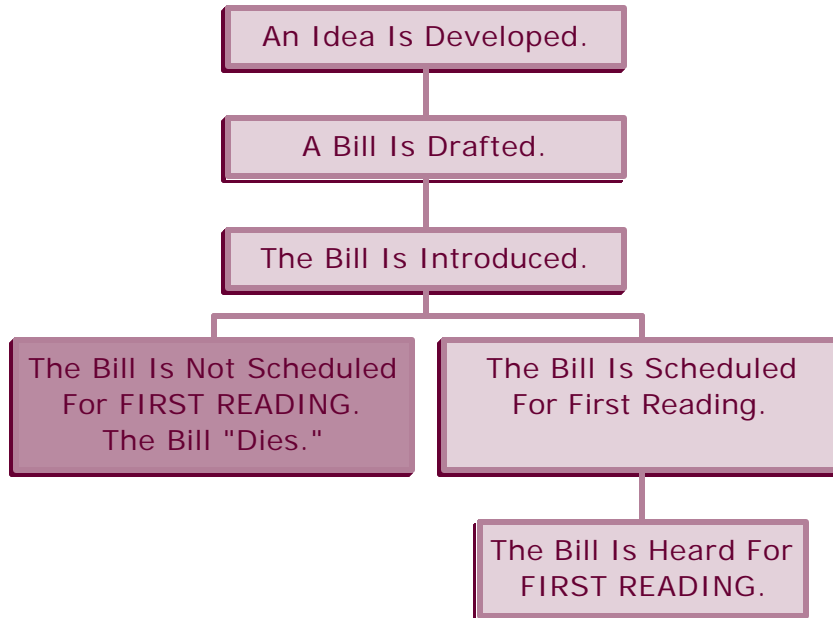 An Idea Is Developed.
A Bill Is Drafted.
The Bill Is Introduced.
The Bill Is Not Scheduled
For FIRST READING.
The Bill "Dies."
The Bill Is Scheduled
For First Reading.
The Bill Is Heard For
FIRST READING.